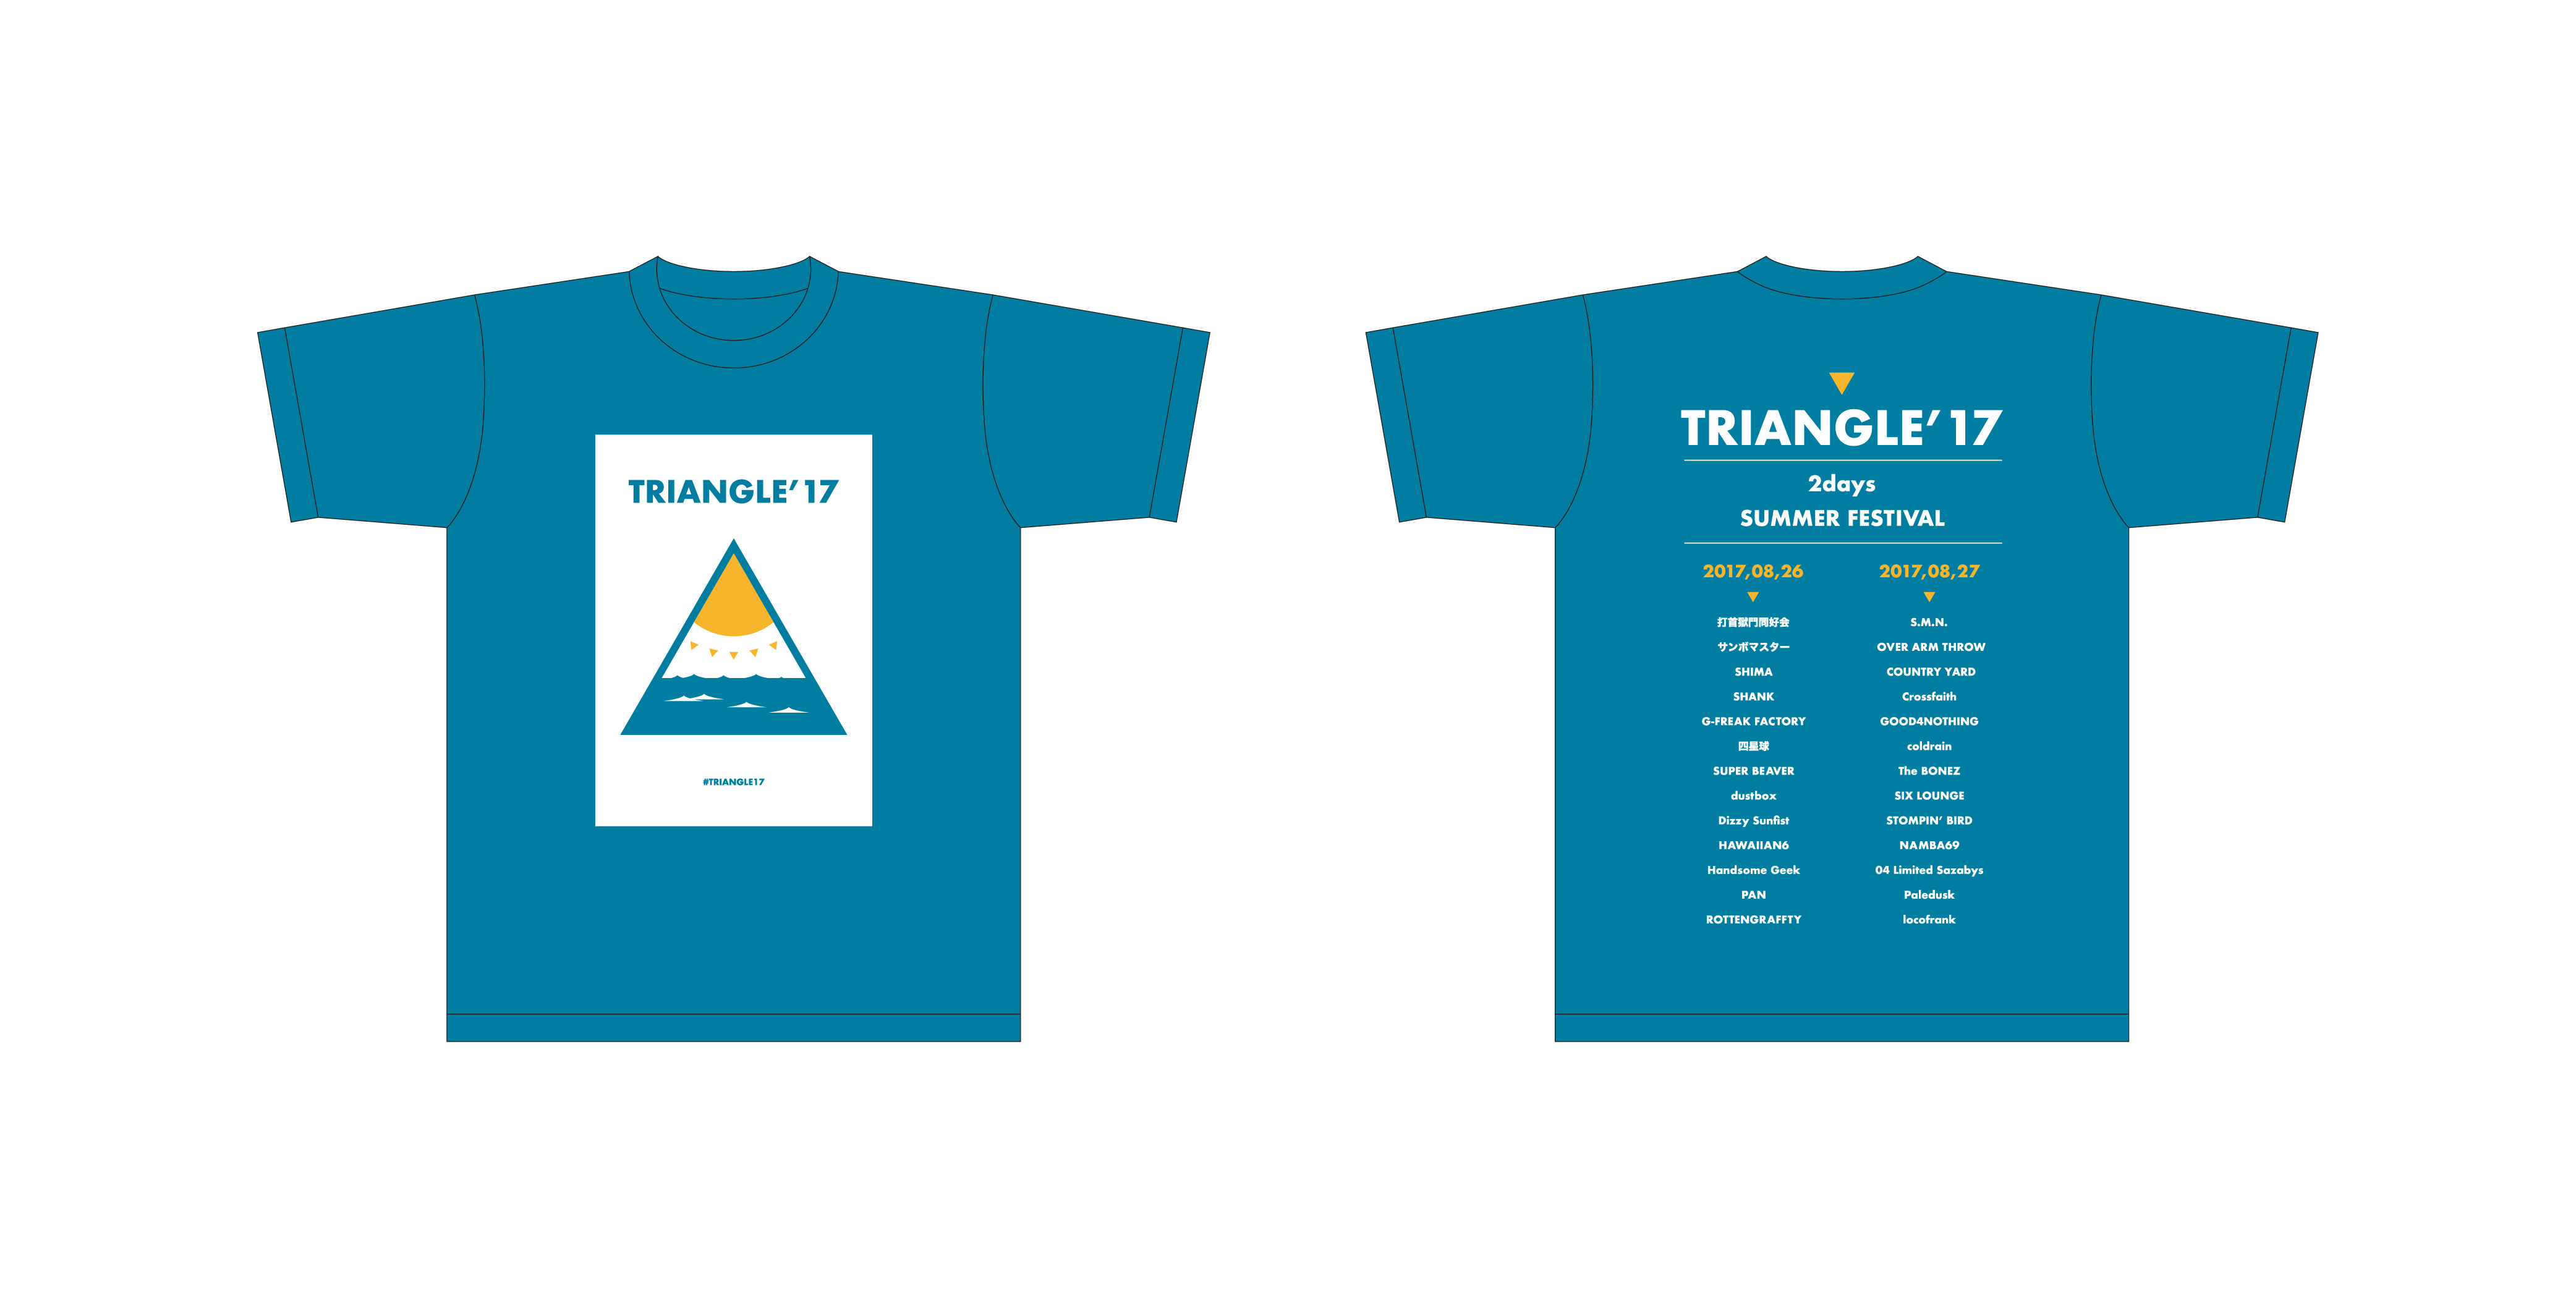 TRIANGLE’17
#TRIANGLE17
TRIANGLE’17
2days
SUMMER FESTIVAL
2017,08,26
打首獄門同好会
サンボマスター
SHIMA
SHANK
G-FREAK FACTORY
四星球
SUPER BEAVER
dustbox
Dizzy Sunfist
HAWAIIAN6
Handsome Geek
PAN
ROTTENGRAFFTY
2017,08,27
S.M.N.
OVER ARM THROW
COUNTRY YARD
Crossfaith
GOOD4NOTHING
coldrain
The BONEZ
SIX LOUNGE
STOMPIN’ BIRD
NAMBA69
04 Limited Sazabys
Paledusk
locofrank